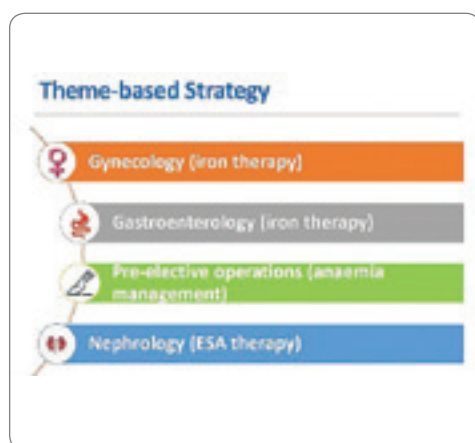 Theme-based Strategy
Gynecology (iron therapy)
Gastroenterology (iron therapy)
Pre-elective operations (anaemia
management)
Nephrology (ESA therapy)